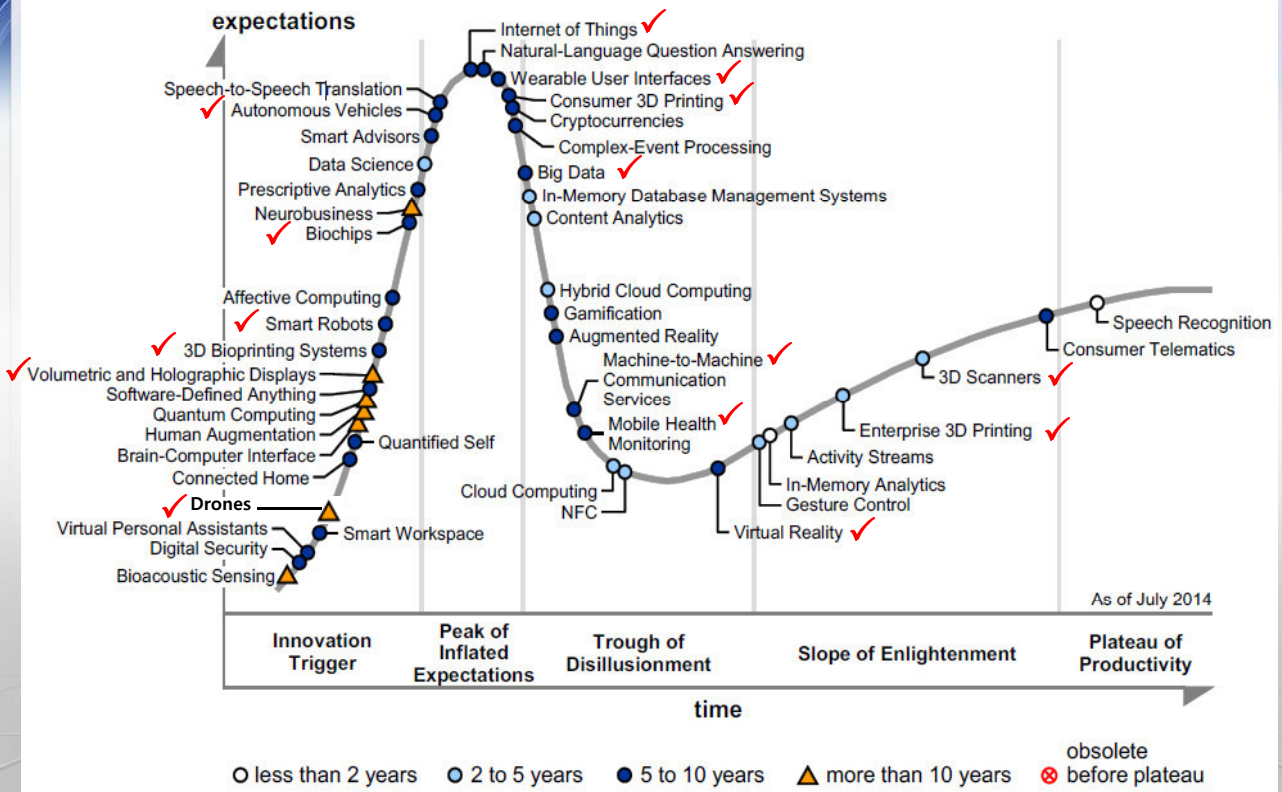 expectations
Internet of Things
Natural-Language Question Answering
Wearable User Interfaces
Speech-to-Speech Translation
Consumer 3D Printing
Autonomous Vehicles
Cryptocurrencies
Smart Advisors
Complex-Event Processing
Data Science
Big Data
Prescriptive Analytics
In-Memory Database Management Systems
Neurobusiness
Content Analytics
Biochips
Hybrid Cloud Computing
Affective Computing
Gamification
Smart Robots
Augmented Reality
3D Bioprinting Systems
Machine-to-Machine
Communication
Services
Volumetric and Holographic Displays
Software-Defined Anything
Quantum Computing
Human Augmentation
Brain-Computer Interface
Quantified Self
Connected Home
Mobile Health
Monitoring
Speech Recognition
Consumer Telematics
3D Scanners
Enterprise 3D Printing
Activity Streams
In-Memory Analytics
Gesture Control
Cloud Computing
NFC
Virtual Reality
Drones
Virtual Personal Assistants
Smart Workspace
Digital Security
Bioacoustic Sensing
As of July 2014
Innovation
Trigger
Peak of
Inflated
Expectations
Trough of
Disillusionment
Slope of Enlightenment
Plateau of
Productivity
time
less than 2 years
2 to 5 years
5 to 10 years
more than 10 years
obsolete
before plateau